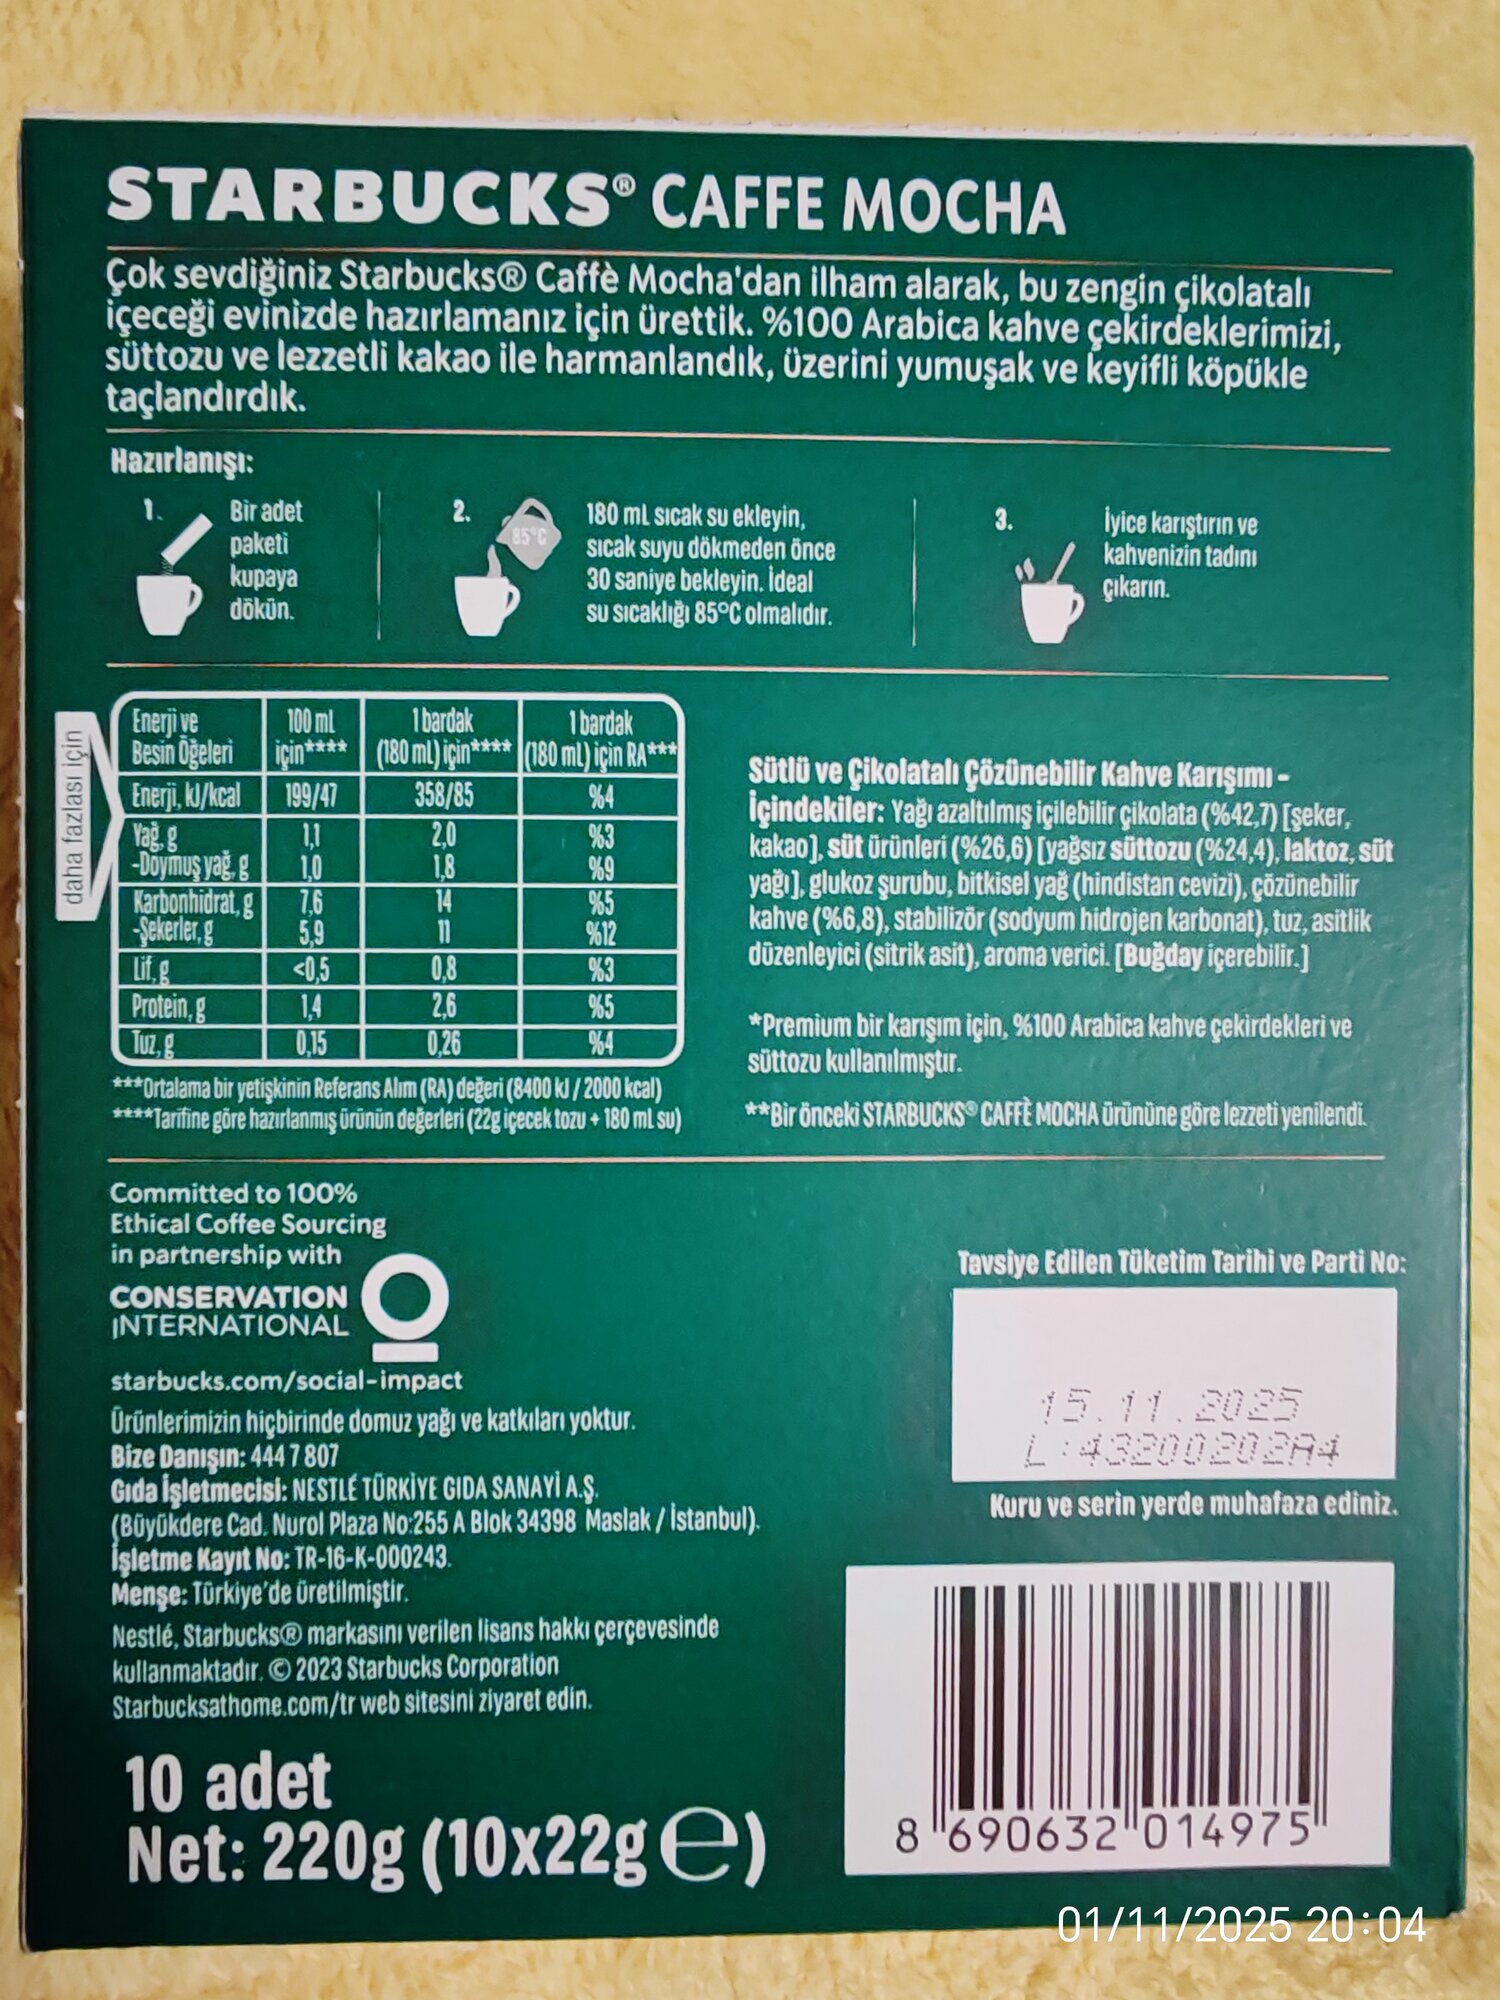 STARBUCKS® CAFFE MOCHA
Çok sevdiğiniz Starbucks® Caffè Mocha'dan ilham alarak, bu zengin çikolatalı
içeceği evinizde hazırlamanız için ürettik. %100 Arabica kahve çekirdeklerimizi,
süttozu ve lezzetli kakao ile harmanlandık, üzerini yumuşak ve keyifli köpükle
taçlandırdık.
Hazırlanışı:
1. Bir adet
paketi
kupaya
dökün.
2. 85°C
180 mL sıcak su ekleyin,
sıcak suyu dökmeden önce
30 saniye bekleyin. İdeal
su sıcaklığı 85°C olmalıdır.
3. İyice karıştırın ve
kahvenizin tadını
çıkarın.
daha fazlası için
Enerji ve Besin Öğeleri 100 mL için**** 1 bardak (180 mL) için**** 1 bardak (180 mL) için RA***
Enerji, kJ/kcal 199/47 358/85 %4
Yağ, g 1,1 2,0 %3
-Doymuş yağ, g 1,0 1,8 %9
Karbonhidrat, g 7,6 14 %5
-Şekerler, g 5,9 11 %12
Lif, g <0,5 0,8 %3
Protein, g 1,4 2,6 %5
Tuz, g 0,15 0,26 %4
***Ortalama bir yetişkinin Referans Alım (RA) değeri (8400 kJ / 2000 kcal)
****Tarifine göre hazırlanmış ürünün değerleri (22g içecek tozu + 180 mL su)
Sütlü ve Çikolatalı Çözünebilir Kahve Karışımı -
İçindekiler: Yağı azaltılmış içilebilir çikolata (%42,7) [şeker,
kakao], süt ürünleri (%26,6) [yağsız süttozu (%24,4), laktoz, süt
yağı], glukoz şurubu, bitkisel yağ (hindistan cevizi), çözünebilir
kahve (%6,8), stabilizör (sodyum hidrojen karbonat), tuz, asitlik
düzenleyici (sitrik asit), aroma verici. [Buğday içerebilir.]
*Premium bir karışım için, %100 Arabica kahve çekirdekleri ve
süttozu kullanılmıştır.
**Bir önceki STARBUCKS® CAFFÈ MOCHA ürününe göre lezzeti yenilendi.
Committed to 100%
Ethical Coffee Sourcing
in partnership with
CONSERVATION
INTERNATIONAL
starbucks.com/social-impact
Ürünlerimizin hiçbirinde domuz yağı ve katkıları yoktur.
Bize Danışın: 444 7 807
Gıda İşletmecisi: NESTLÉ TÜRKİYE GIDA SANAYİ A.Ş.
(Büyükdere Cad. Nurol Plaza No:255 A Blok 34398 Maslak / İstanbul).
İşletme Kayıt No: TR-16-K-000243.
Menşe: Türkiye'de üretilmiştir.
Nestlé, Starbucks® markasını verilen lisans hakkı çerçevesinde
kullanmaktadır. © 2023 Starbucks Corporation
Starbucksathome.com/tr web sitesini ziyaret edin.
10 adet
Net: 220g (10x22g ℮)
Tavsiye Edilen Tüketim Tarihi ve Parti No:
15.11.2025
L:43200202A4
Kuru ve serin yerde muhafaza ediniz.
8 690632 014975
01/11/2025 20:04